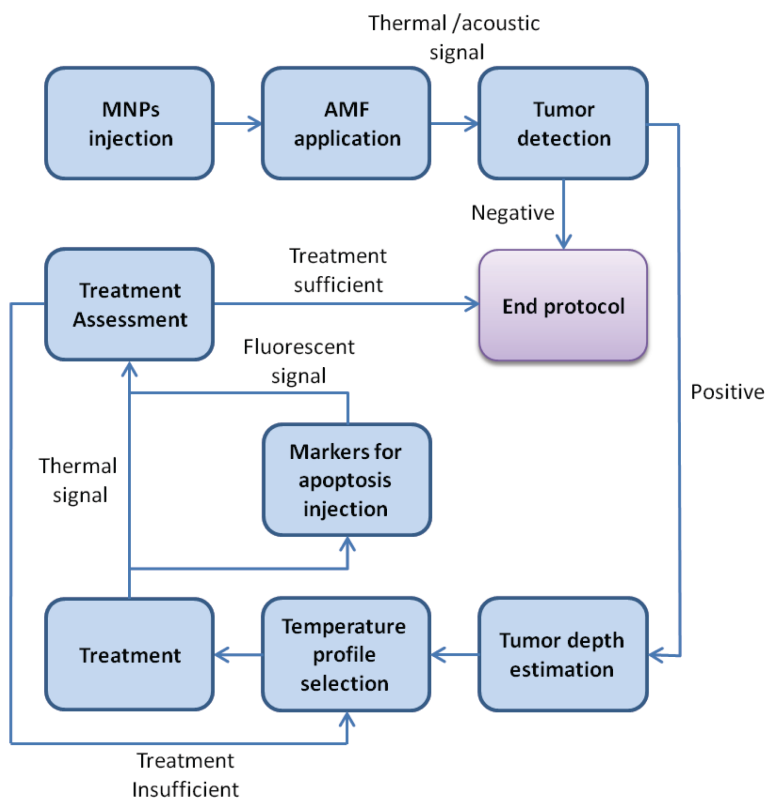 Thermal /acoustic
signal
MNPs
injection
AMF
application
Tumor
detection
Negative
Treatment
Assessment
Treatment
sufficient
End protocol
Fluorescent
signal
Positive
Thermal
signal
Markers for
apoptosis
injection
Treatment
Temperature
profile
selection
Tumor depth
estimation
Treatment
Insufficient